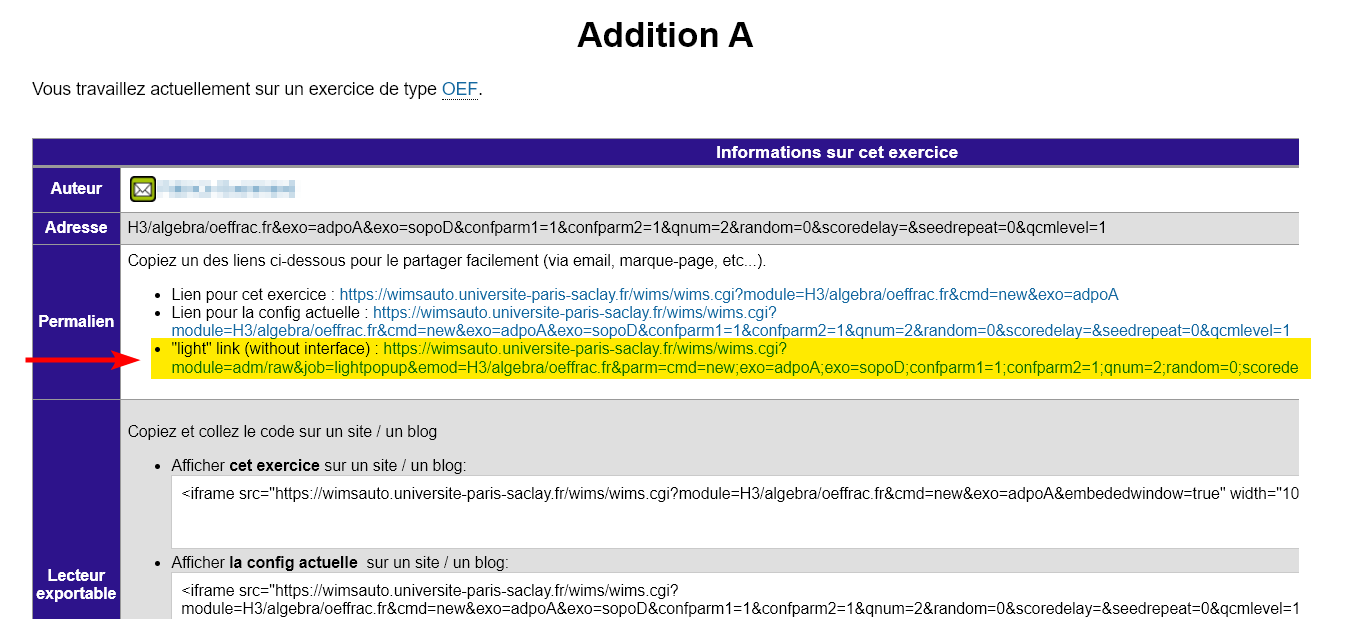 Addition A
Vous travaillez actuellement sur un exercice de type OEF.
Informations sur cet exercice
Auteur
Adresse
H3/algebra/oeffrac.fr&exo=adpoA&exo=sopoD&confparm1=1&confparm2=1&qnum=2&random=0&scoredelay=&seedrepeat=0&qcmlevel=1
Permalien
Copiez un des liens ci-dessous pour le partager facilement (via email, marque-page, etc...).
• Lien pour cet exercice : https://wimsauto.universite-paris-saclay.fr/wims/wims.cgi?module=H3/algebra/oeffrac.fr&cmd=new&exo=adpoA
• Lien pour la config actuelle : https://wimsauto.universite-paris-saclay.fr/wims/wims.cgi?
module=H3/algebra/oeffrac.fr&cmd=new&exo=adpoA&exo=sopoD&confparm1=1&confparm2=1&qnum=2&random=0&scoredelay=&seedrepeat=0&qcmlevel=1
• "light" link (without interface) : https://wimsauto.universite-paris-saclay.fr/wims/wims.cgi?
module=adm/raw&job=lightpopup&emod=H3/algebra/oeffrac.fr&parm=cmd=new;exo=adpoA;exo=sopoD;confparm1=1;confparm2=1;qnum=2;random=0;scorede
Lecteur
exportable
Copiez et collez le code sur un site / un blog
• Afficher cet exercice sur un site / un blog:
<iframe src="https://wimsauto.universite-paris-saclay.fr/wims/wims.cgi?module=H3/algebra/oeffrac.fr&cmd=new&exo=adpoA&embededwindow=true" width="10
• Afficher la config actuelle sur un site / un blog:
<iframe src="https://wimsauto.universite-paris-saclay.fr/wims/wims.cgi?
module=H3/algebra/oeffrac.fr&cmd=new&exo=adpoA&exo=sopoD&confparm1=1&confparm2=1&qnum=2&random=0&scoredelay=&seedrepeat=0&qcmlevel=1